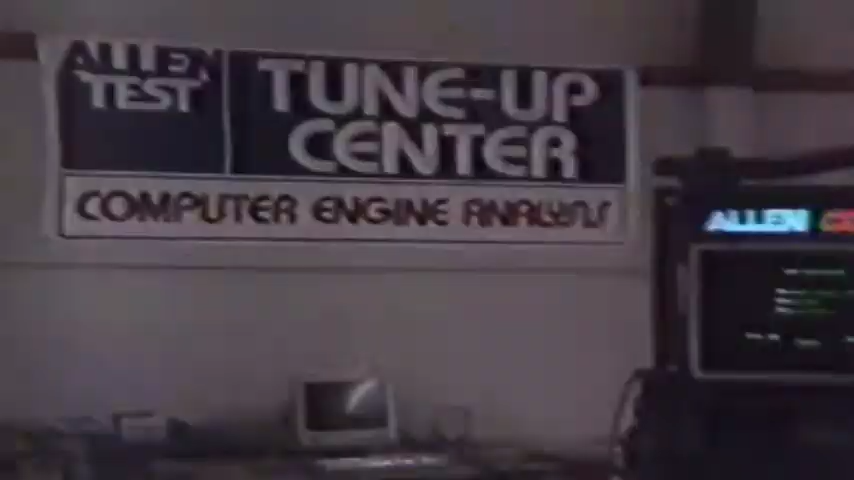 ALLEN
TEST
TUNE-UP
CENTER
COMPUTER ENGINE ANALYSIS
ALLEN